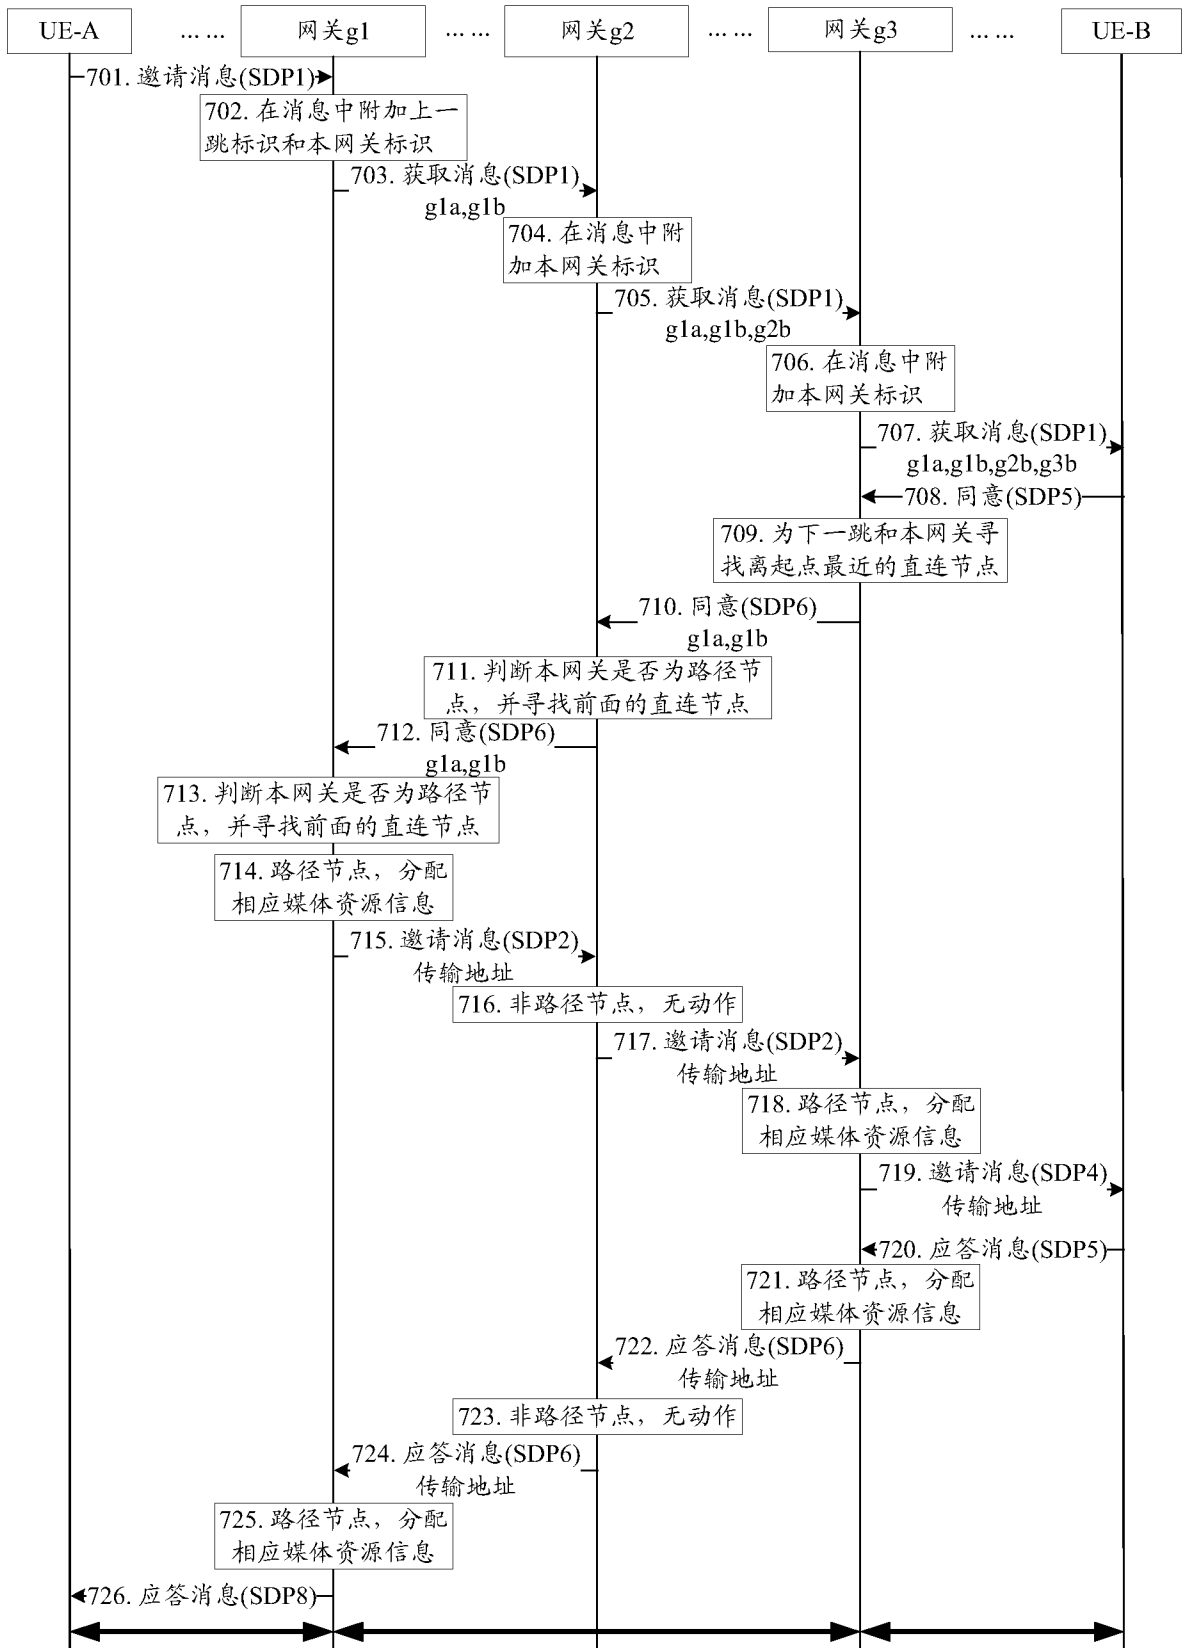 UE-A …… 网关g1 …… 网关g2 …… 网关g3 …… UE-B
701. 邀请消息(SDP1)
702. 在消息中附加上一
跳标识和本网关标识
703. 获取消息(SDP1)
g1a,g1b
704. 在消息中附
加本网关标识
705. 获取消息(SDP1)
g1a,g1b,g2b
706. 在消息中附
加本网关标识
707. 获取消息(SDP1)
g1a,g1b,g2b,g3b
708. 同意(SDP5)
709. 为下一跳和本网关寻
找离起点最近的直连节点
710. 同意(SDP6)
g1a,g1b
711. 判断本网关是否为路径节
点，并寻找前面的直连节点
712. 同意(SDP6)
g1a,g1b
713. 判断本网关是否为路径节
点，并寻找前面的直连节点
714. 路径节点，分配
相应媒体资源信息
715. 邀请消息(SDP2)
传输地址
716. 非路径节点，无动作
717. 邀请消息(SDP2)
传输地址
718. 路径节点，分配
相应媒体资源信息
719. 邀请消息(SDP4)
传输地址
720. 应答消息(SDP5)
721. 路径节点，分配
相应媒体资源信息
722. 应答消息(SDP6)
传输地址
723. 非路径节点，无动作
724. 应答消息(SDP6)
传输地址
725. 路径节点，分配
相应媒体资源信息
726. 应答消息(SDP8)